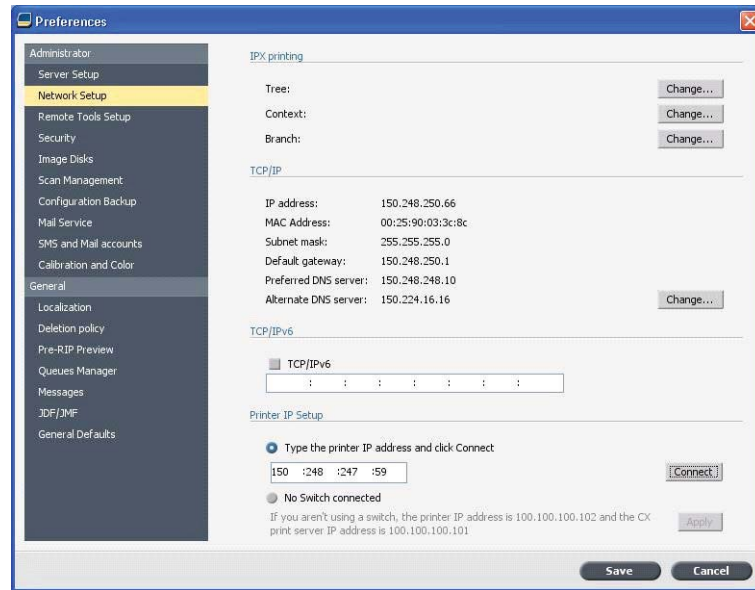 Preferences
Administrator
Server Setup
Network Setup
Remote Tools Setup
Security
Image Disks
Scan Management
Configuration Backup
Mail Service
SMS and Mail accounts
Calibration and Color
General
Localization
Deletion policy
Pre-RIP Preview
Queues Manager
Messages
JDF/JMF
General Defaults
IPX printing
Tree: Change...
Context: Change...
Branch: Change...
TCP/IP
IP address: 150.248.250.66
MAC Address: 00:25:90:03:3c:8c
Subnet mask: 255.255.255.0
Default gateway: 150.248.250.1
Preferred DNS server: 150.248.248.10
Alternate DNS server: 150.224.16.16 Change...
TCP/IPv6
TCP/IPv6
: : : : : : :
Printer IP Setup
Type the printer IP address and click Connect
150 :248 :247 :59 Connect
No Switch connected
If you aren't using a switch, the printer IP address is 100.100.100.102 and the CX
print server IP address is 100.100.100.101 Apply
Save Cancel